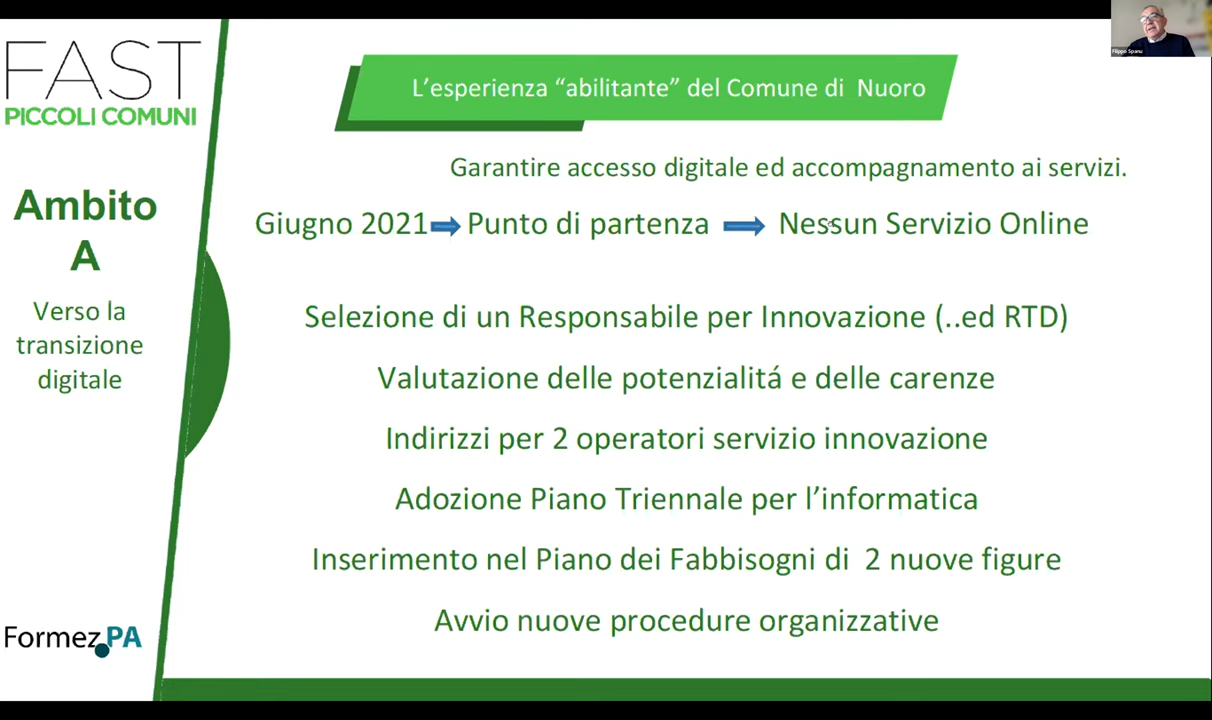 FAST
PICCOLI COMUNI
Ambito
A
Verso la
transizione
digitale
Formez PA
L’esperienza “abilitante” del Comune di Nuoro
Garantire accesso digitale ed accompagnamento ai servizi.
Giugno 2021 Punto di partenza Nessun Servizio Online
Selezione di un Responsabile per Innovazione (..ed RTD)
Valutazione delle potenzialitá e delle carenze
Indirizzi per 2 operatori servizio innovazione
Adozione Piano Triennale per l’informatica
Inserimento nel Piano dei Fabbisogni di 2 nuove figure
Avvio nuove procedure organizzative
Filippo Spanu